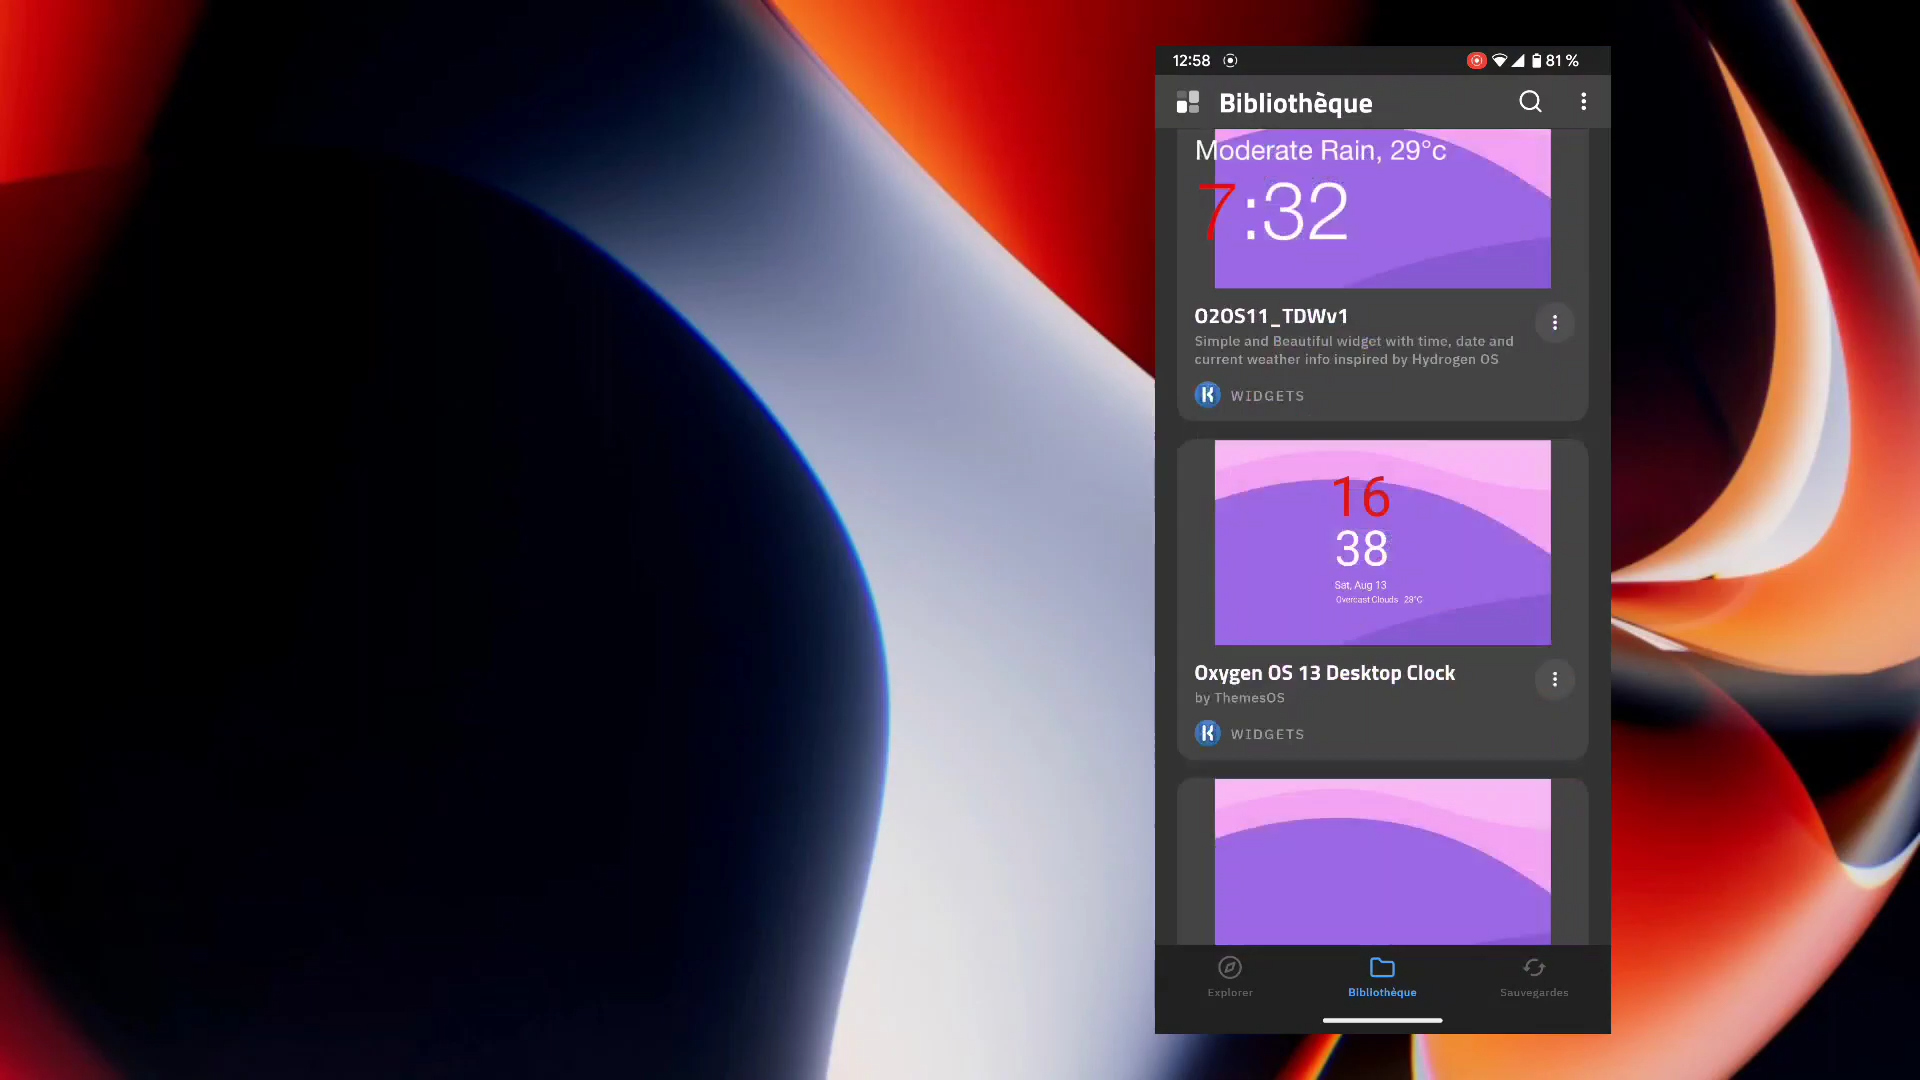 12:58
81 %
Bibliothèque
Moderate Rain, 29°c
7:32
O2OS11_TDWv1
Simple and Beautiful widget with time, date and
current weather info inspired by Hydrogen OS
WIDGETS
16
38
Sat, Aug 13
Overcast Clouds 28°C
Oxygen OS 13 Desktop Clock
by ThemesOS
WIDGETS
Explorer
Bibliothèque
Sauvegardes